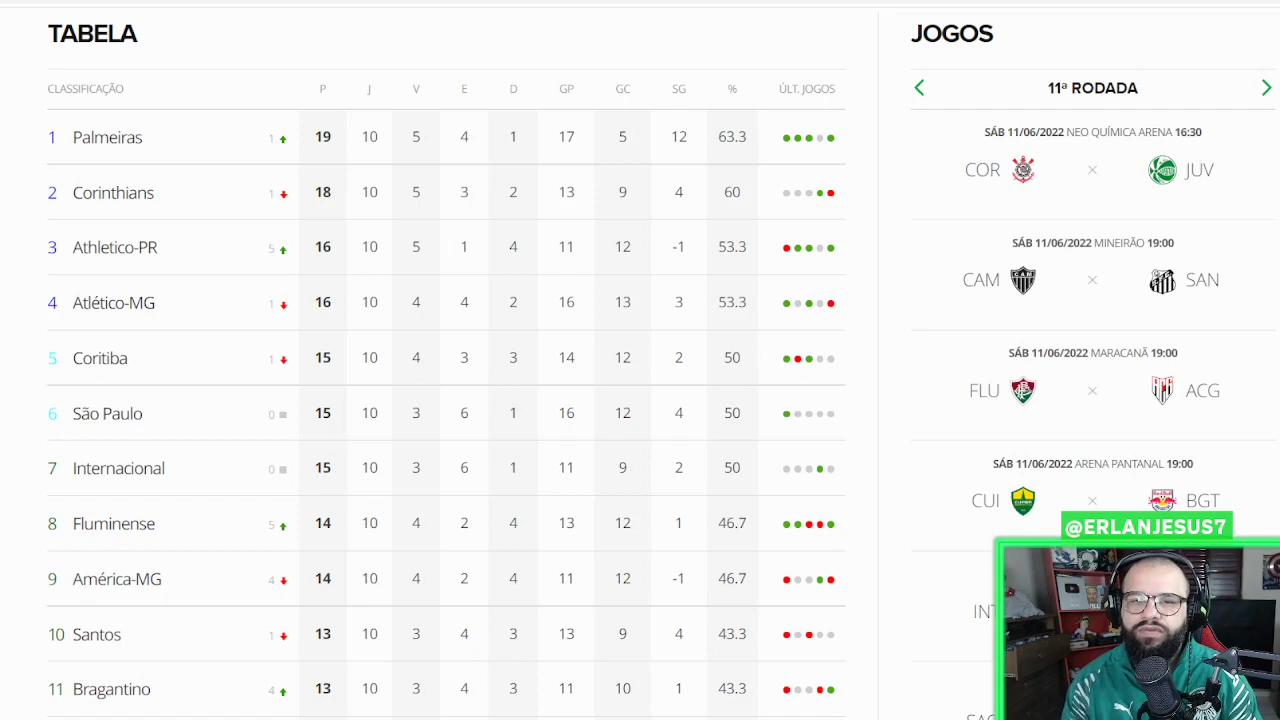 TABELA
CLASSIFICAÇÃO P J V E D GP GC SG % ÚLT. JOGOS
1 Palmeiras 1 19 10 5 4 1 17 5 12 63.3
2 Corinthians 1 18 10 5 3 2 13 9 4 60
3 Athletico-PR 5 16 10 5 1 4 11 12 -1 53.3
4 Atlético-MG 1 16 10 4 4 2 16 13 3 53.3
5 Coritiba 1 15 10 4 3 3 14 12 2 50
6 São Paulo 0 15 10 3 6 1 16 12 4 50
7 Internacional 0 15 10 3 6 1 11 9 2 50
8 Fluminense 5 14 10 4 2 4 13 12 1 46.7
9 América-MG 4 14 10 4 2 4 11 12 -1 46.7
10 Santos 1 13 10 3 4 3 13 9 4 43.3
11 Bragantino 4 13 10 3 4 3 11 10 1 43.3
JOGOS
11ª RODADA
SÁB 11/06/2022 NEO QUÍMICA ARENA 16:30
COR × JUV
SÁB 11/06/2022 MINEIRÃO 19:00
CAM × SAN
SÁB 11/06/2022 MARACANÃ 19:00
FLU × ACG
SÁB 11/06/2022 ARENA PANTANAL 19:00
CUI × BGT
@ERLANJESUS7